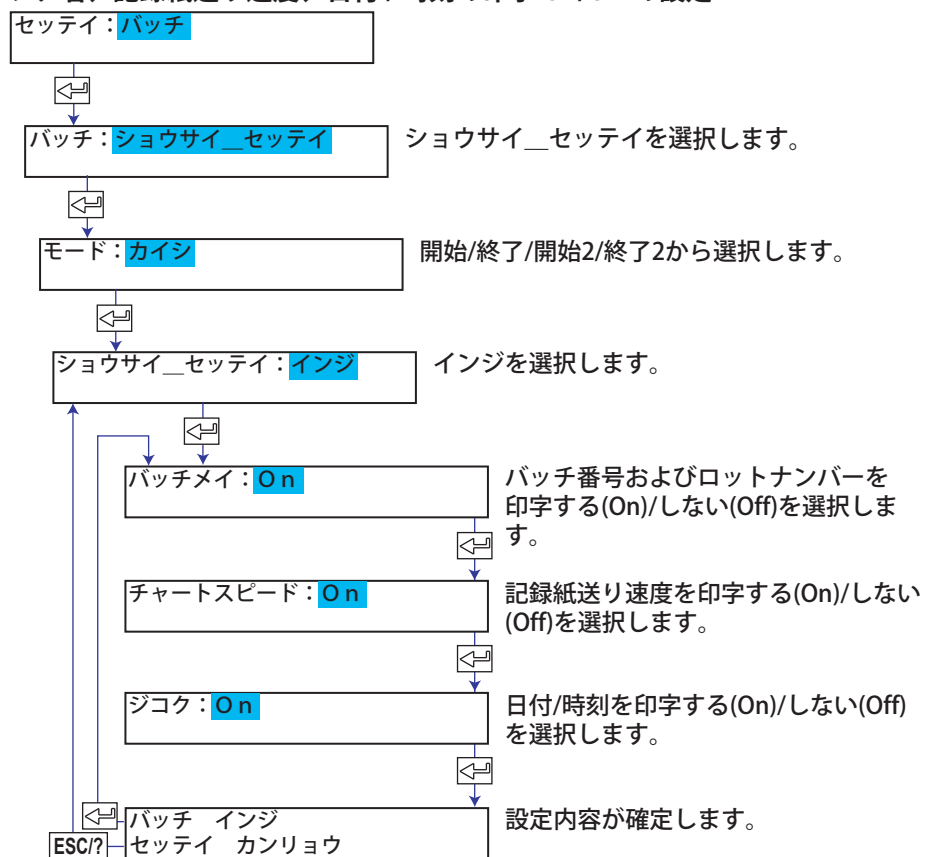 セッテイ：バッチ
バッチ：ショウサイ＿セッテイ
ショウサイ＿セッテイを選択します。
モード：カイシ
開始/終了/開始2/終了2から選択します。
ショウサイ＿セッテイ：インジ
インジを選択します。
バッチメイ：Ｏｎ
バッチ番号およびロットナンバーを
印字する(On)/しない(Off)を選択しま
す。
チャートスピード：Ｏｎ
記録紙送り速度を印字する(On)/しない
(Off)を選択します。
ジコク：Ｏｎ
日付/時刻を印字する(On)/しない(Off)
を選択します。
バッチ　インジ
設定内容が確定します。
ESC/?
セッテイ　カンリョウ